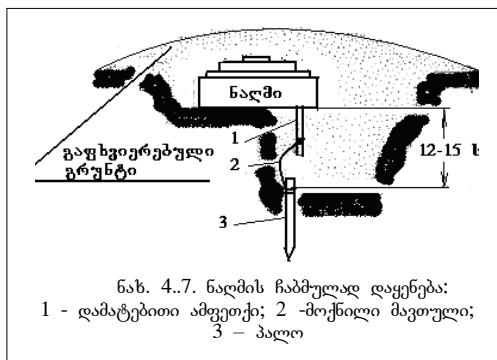 ნაღმი
1
გაფხვიერებული
გრუნტი
2
12-15 ს
3
ნახ. 4..7. ნაღმის ჩაბმულად დაყენება:
1 - დამატებითი ამფეთქი; 2 -მოქნილი მავთული;
3 – პალო